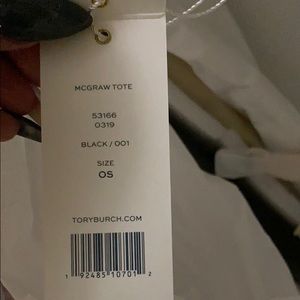 MCGRAW TOTE
53166
0319
BLACK / 001
SIZE
OS
TORYBURCH.COM
1 92485 10701 2